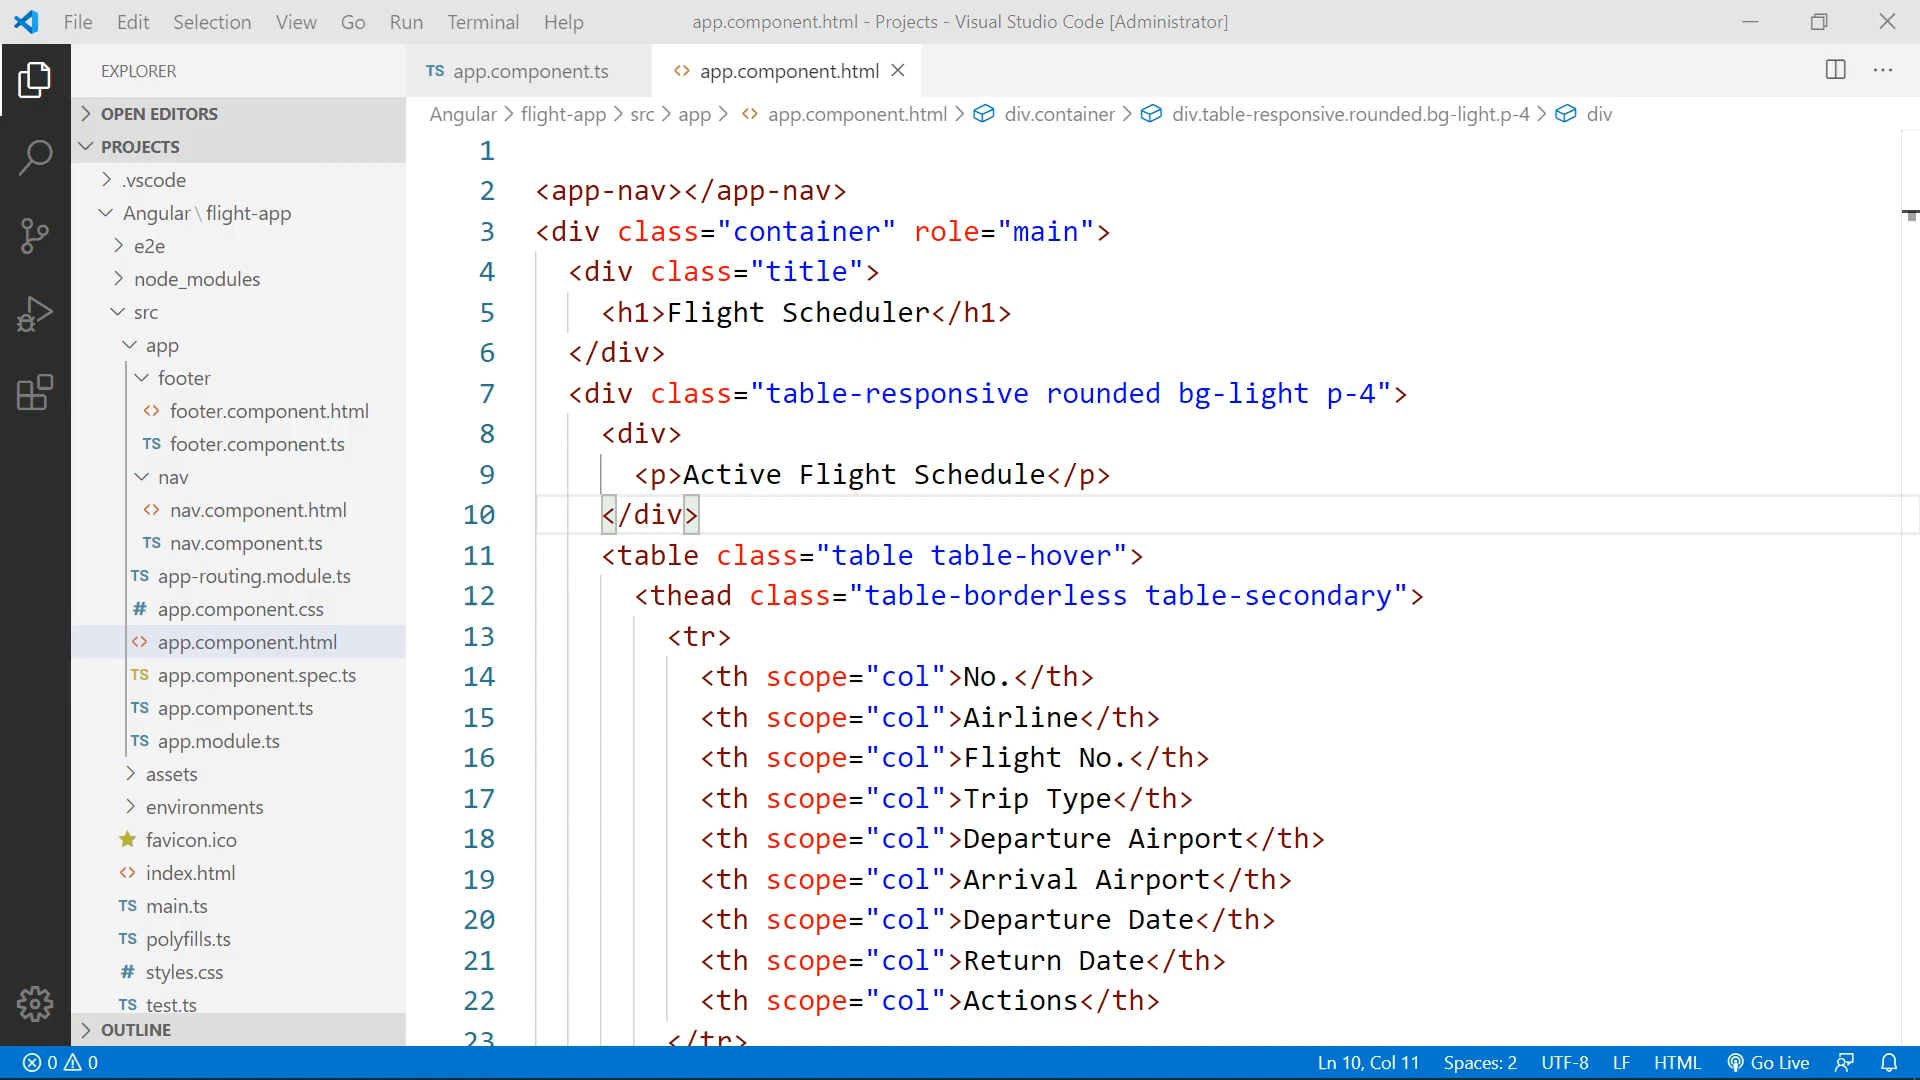 File Edit Selection View Go Run Terminal Help app.component.html - Projects - Visual Studio Code [Administrator]
EXPLORER
OPEN EDITORS
PROJECTS
.vscode
Angular \ flight-app
e2e
node_modules
src
app
footer
<> footer.component.html
TS footer.component.ts
nav
<> nav.component.html
TS nav.component.ts
TS app-routing.module.ts
# app.component.css
<> app.component.html
TS app.component.spec.ts
TS app.component.ts
TS app.module.ts
assets
environments
favicon.ico
<> index.html
TS main.ts
TS polyfills.ts
# styles.css
TS test.ts
OUTLINE
TS app.component.ts <> app.component.html
Angular > flight-app > src > app > <> app.component.html > div.container > div.table-responsive.rounded.bg-light.p-4 > div
1
2 <app-nav></app-nav>
3 <div class="container" role="main">
4 <div class="title">
5 <h1>Flight Scheduler</h1>
6 </div>
7 <div class="table-responsive rounded bg-light p-4">
8 <div>
9 <p>Active Flight Schedule</p>
10 </div>
11 <table class="table table-hover">
12 <thead class="table-borderless table-secondary">
13 <tr>
14 <th scope="col">No.</th>
15 <th scope="col">Airline</th>
16 <th scope="col">Flight No.</th>
17 <th scope="col">Trip Type</th>
18 <th scope="col">Departure Airport</th>
19 <th scope="col">Arrival Airport</th>
20 <th scope="col">Departure Date</th>
21 <th scope="col">Return Date</th>
22 <th scope="col">Actions</th>
23 </tr>
0 0 Ln 10, Col 11 Spaces: 2 UTF-8 LF HTML Go Live